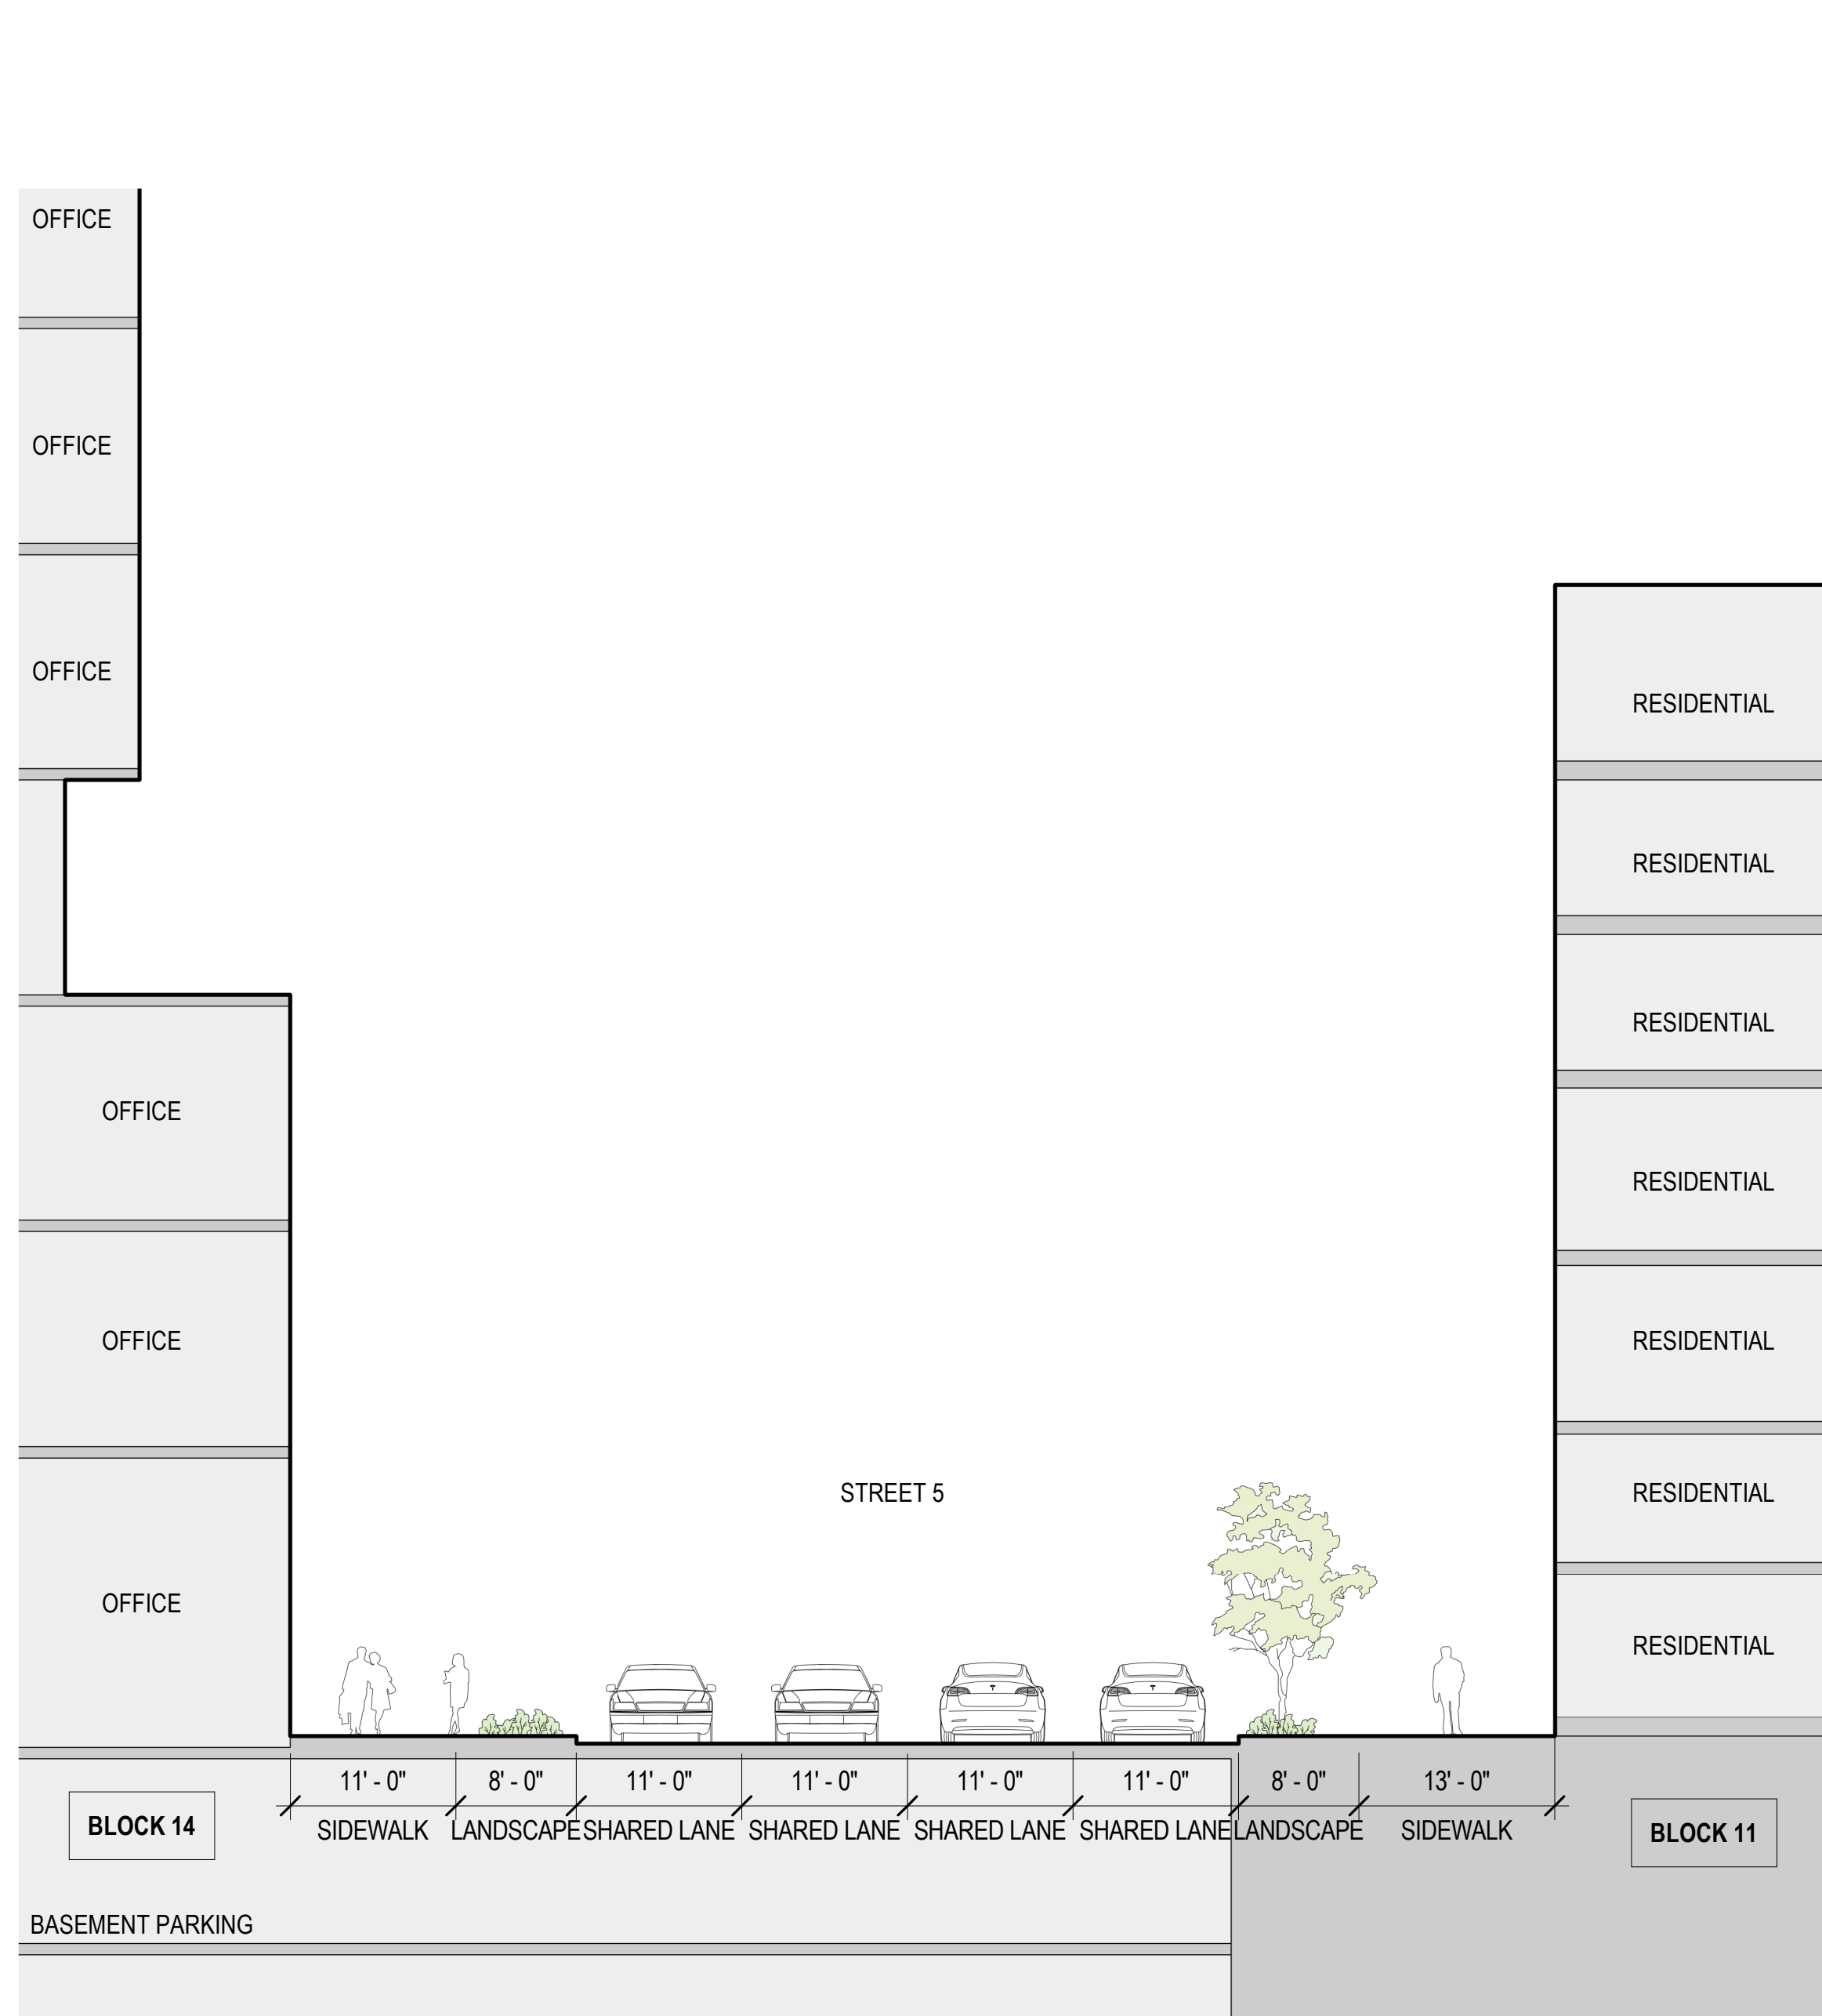 OFFICE
OFFICE
OFFICE
RESIDENTIAL
RESIDENTIAL
RESIDENTIAL
OFFICE
RESIDENTIAL
OFFICE
RESIDENTIAL
STREET 5
RESIDENTIAL
OFFICE
RESIDENTIAL
11' - 0" 8' - 0" 11' - 0" 11' - 0" 11' - 0" 11' - 0" 8' - 0" 13' - 0"
SIDEWALK LANDSCAPE SHARED LANE SHARED LANE SHARED LANE SHARED LANE LANDSCAPE SIDEWALK
BLOCK 14
BLOCK 11
BASEMENT PARKING